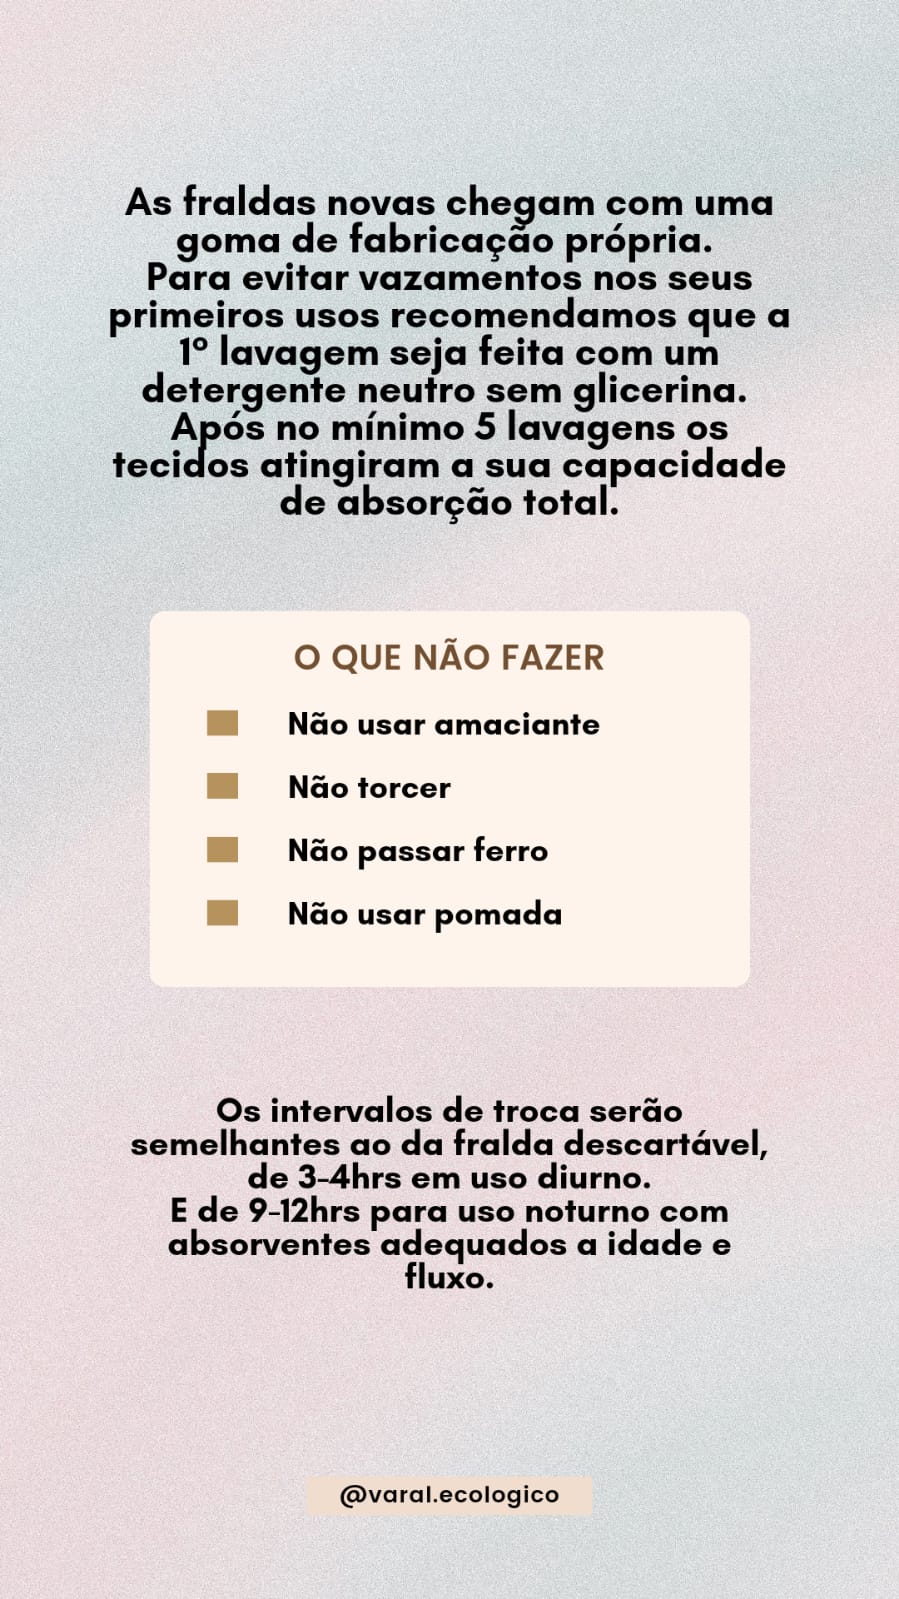 As fraldas novas chegam com uma
goma de fabricação própria.
Para evitar vazamentos nos seus
primeiros usos recomendamos que a
1º lavagem seja feita com um
detergente neutro sem glicerina.
Após no mínimo 5 lavagens os
tecidos atingiram a sua capacidade
de absorção total.
O QUE NÃO FAZER
Não usar amaciante
Não torcer
Não passar ferro
Não usar pomada
Os intervalos de troca serão
semelhantes ao da fralda descartável,
de 3-4hrs em uso diurno.
E de 9-12hrs para uso noturno com
absorventes adequados a idade e
fluxo.
@varal.ecologico